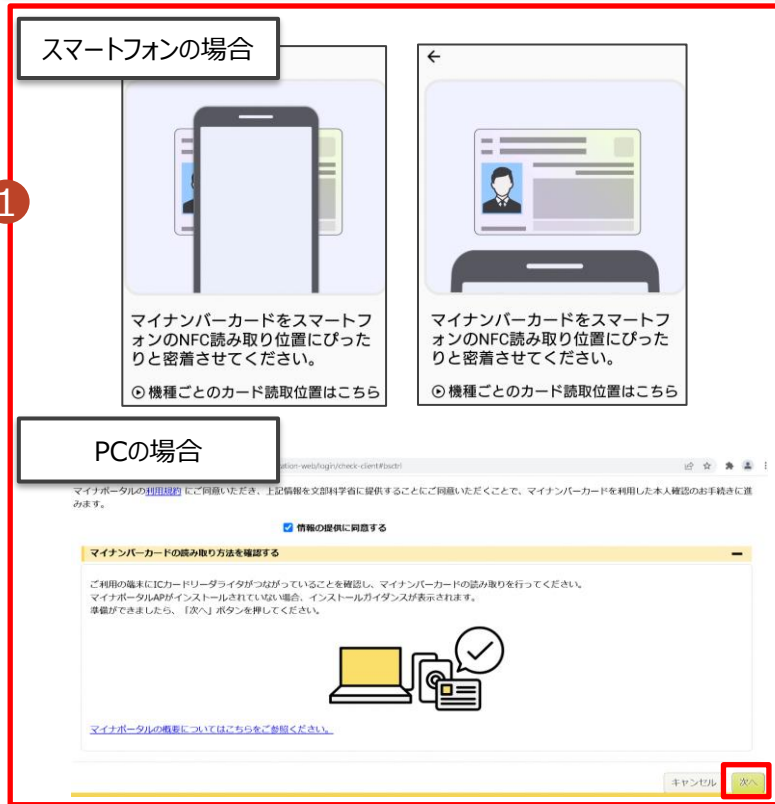 スマートフォンの場合
1
マイナンバーカードをスマートフ
ォンのNFC読み取り位置にぴった
りと密着させてください。
機種ごとのカード読取位置はこちら
マイナンバーカードをスマートフ
ォンのNFC読み取り位置にぴった
りと密着させてください。
機種ごとのカード読取位置はこちら
PCの場合
ation-web/login/check-client#bsctrl
マイナポータルの利用規約 にご同意いただき、上記情報を文部科学省に提供することにご同意いただくことで、マイナンバーカードを利用した本人確認のお手続きに進
みます。
情報の提供に同意する
マイナンバーカードの読み取り方法を確認する
ご利用の端末にICカードリーダライタがつながっていることを確認し、マイナンバーカードの読み取りを行ってください。
マイナポータルAPがインストールされていない場合、インストールガイダンスが表示されます。
準備ができましたら、「次へ」ボタンを押してください。
マイナポータルの概要についてはこちらをご参照ください。
キャンセル
次へ